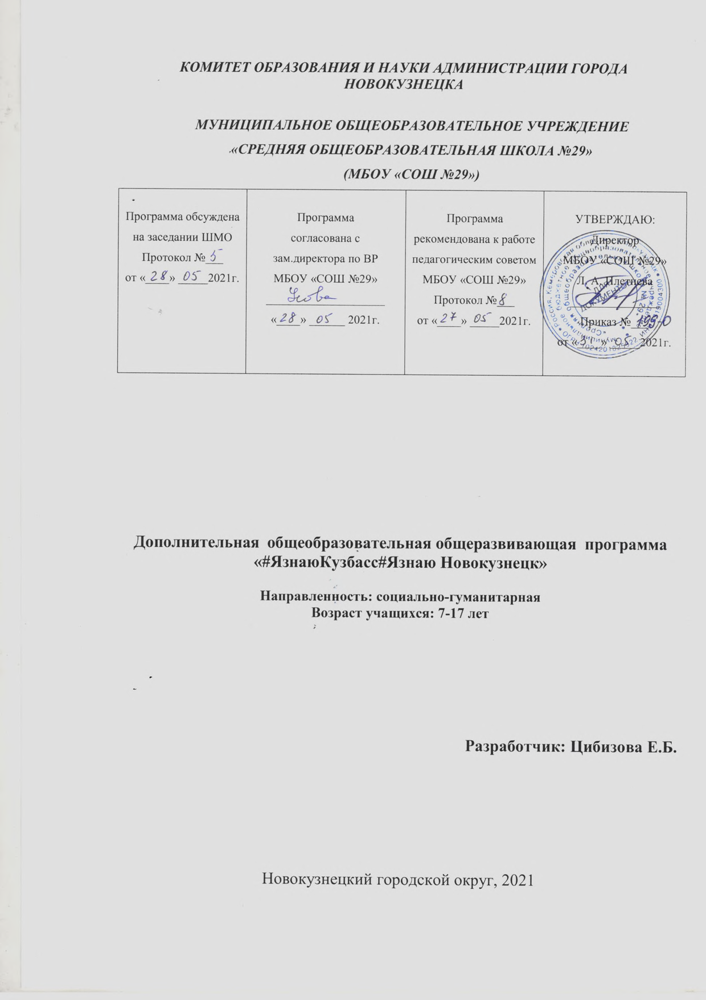 КОМИТЕТ ОБРАЗОВАНИЯ И НАУКИ АДМИНИСТРАЦИИ ГОРОДА
НОВОКУЗНЕЦКА
МУНИЦИПАЛЬНОЕ ОБЩЕОБРАЗОВАТЕЛЬНОЕ УЧРЕЖДЕНИЕ
«СРЕДНЯЯ ОБЩЕОБРАЗОВАТЕЛЬНАЯ ШКОЛА №29»
(МБОУ «СОШ №29»)
Программа обсуждена
на заседании ШМО
Протокол № 5
от «28» 05 2021г.
Программа
согласована с
зам.директора по ВР
МБОУ «СОШ №29»
«28» 05 2021г.
Программа
рекомендована к работе
педагогическим советом
МБОУ «СОШ №29»
Протокол № 8
от «27» 05 2021г.
УТВЕРЖДАЮ:
Директор
МБОУ «СОШ №29»
Л. А. Плетнева
ДЛЯ
ДОКУМЕНТОВ
Приказ №
от «31» 05 2021г.
Дополнительная общеобразовательная общеразвивающая программа
«#ЯзнаюКузбасс#Язнаю Новокузнецк»
Направленность: социально-гуманитарная
Возраст учащихся: 7-17 лет
Разработчик: Цибизова Е.Б.
Новокузнецкий городской округ, 2021